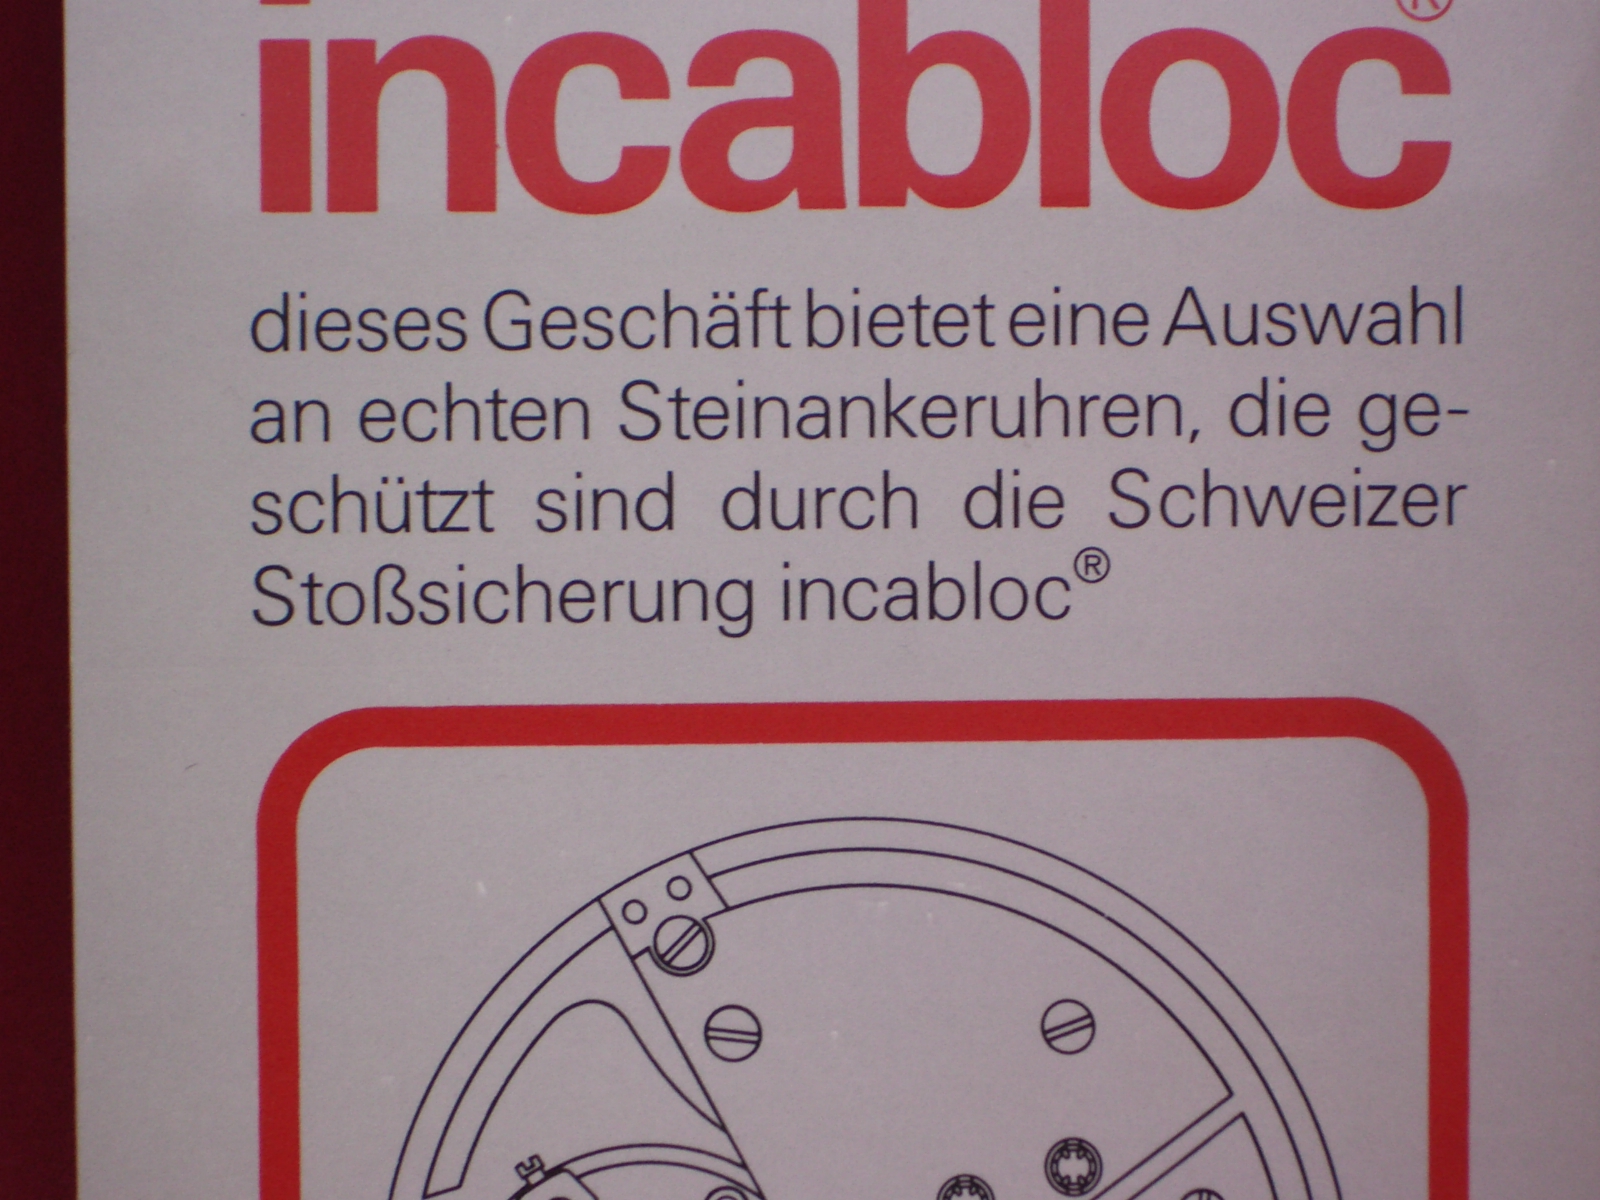 incabloc®
dieses Geschäft bietet eine Auswahl
an echten Steinankeruhren, die ge-
schützt sind durch die Schweizer
Stoßsicherung incabloc®